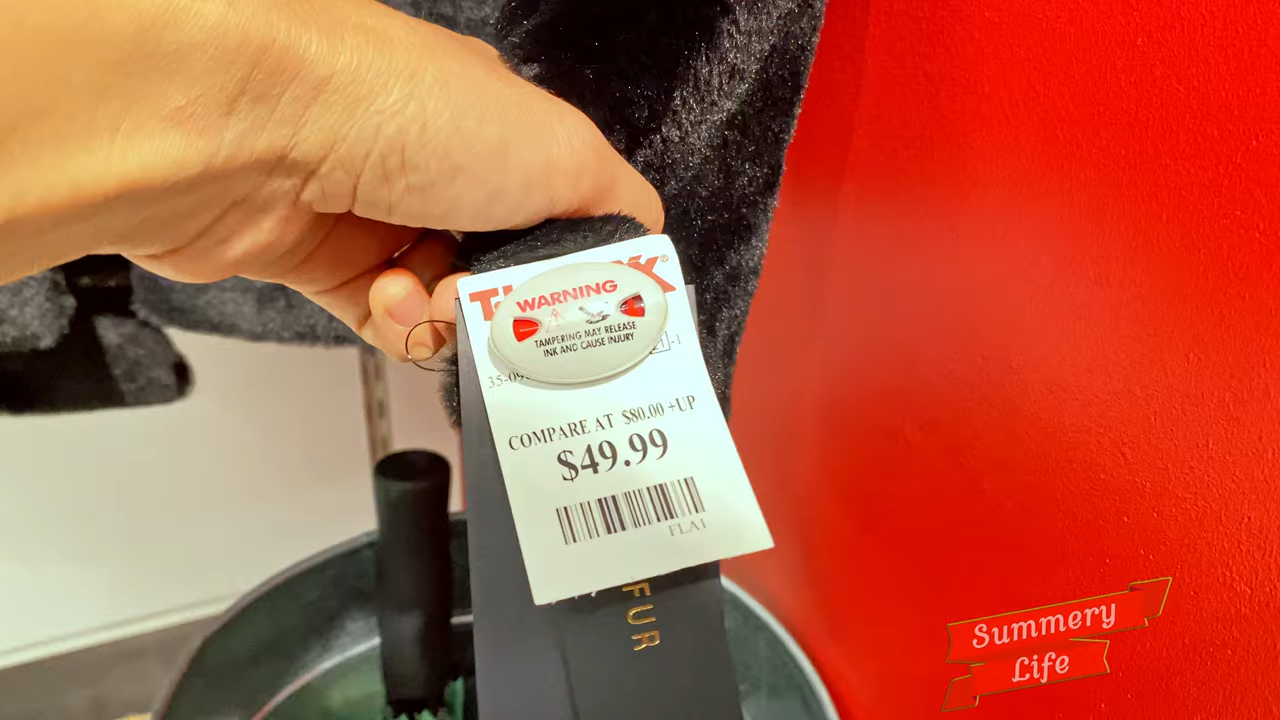 WARNING
TAMPERING MAY RELEASE
INK AND CAUSE INJURY
-1
COMPARE AT $80.00 +UP
$49.99
FLA1
FUR
Summery
Life